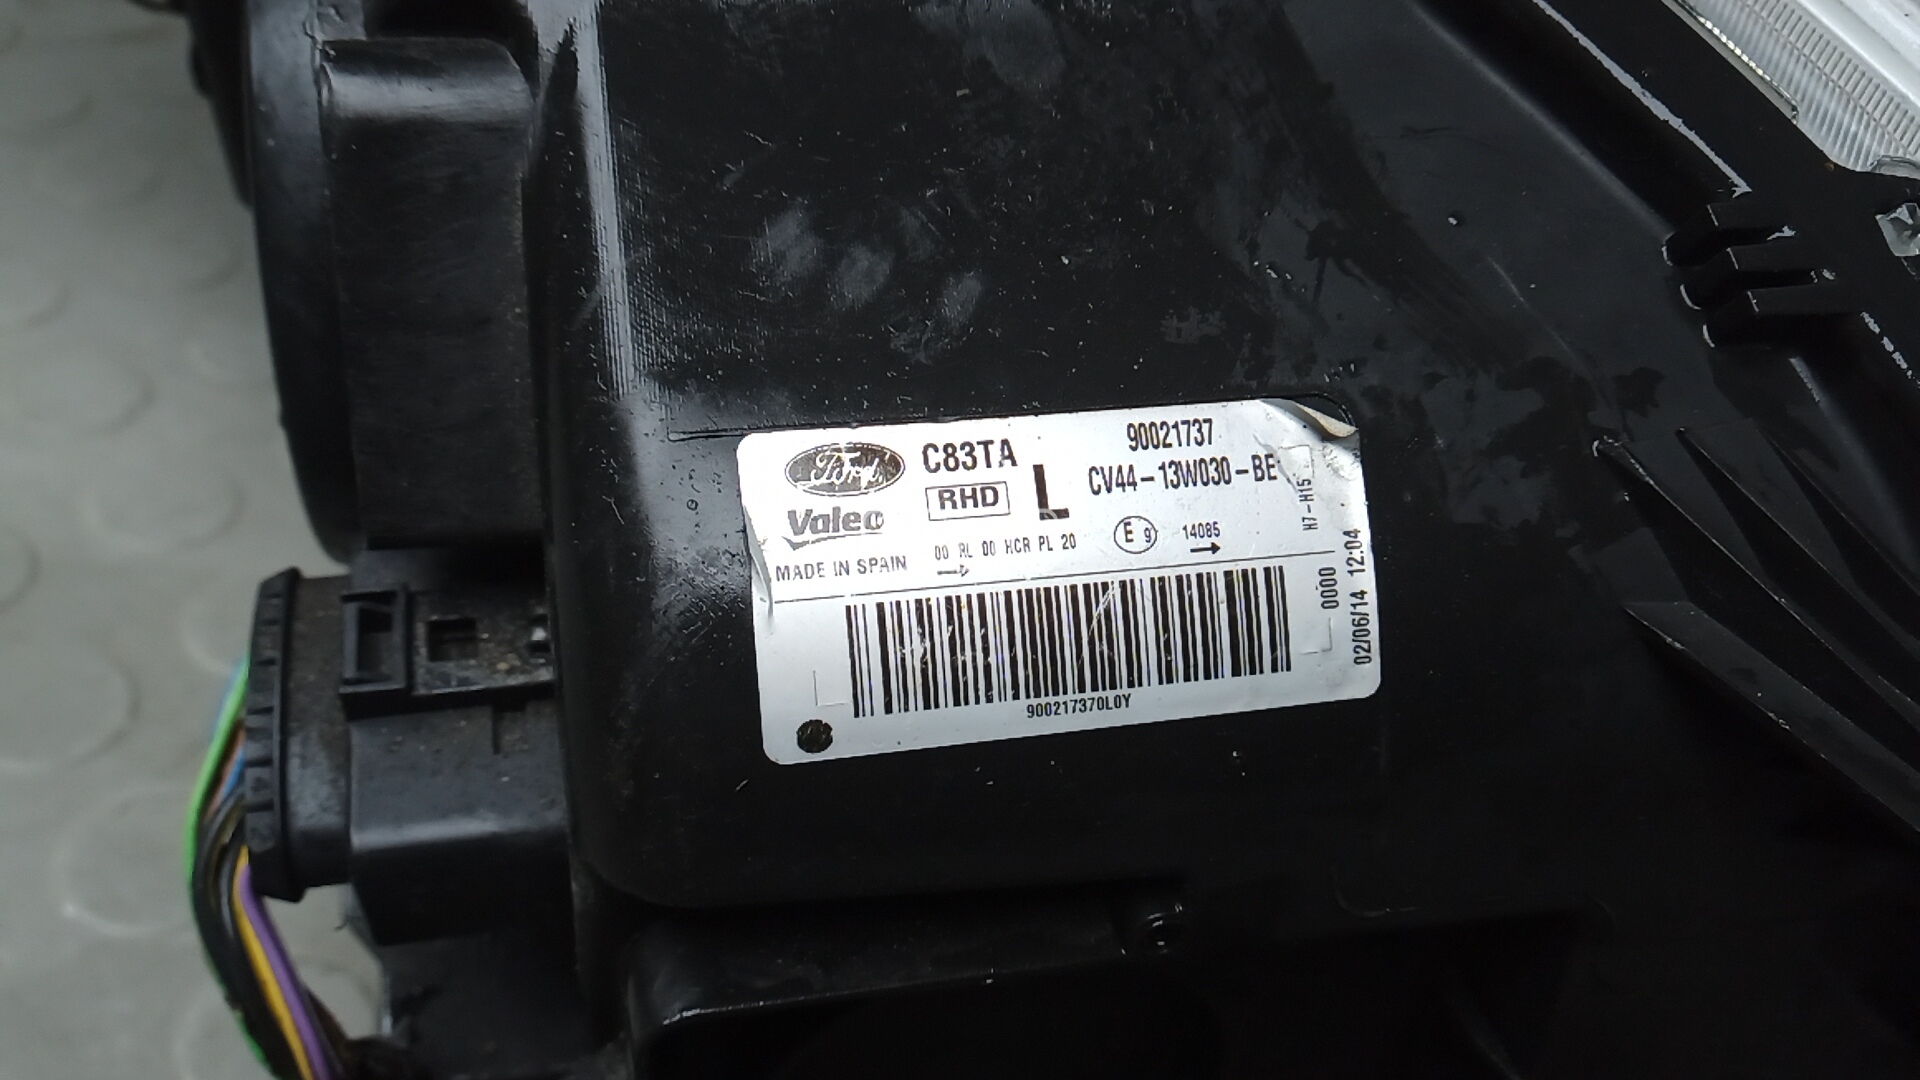 Ford
C83TA
90021737
RHD
L
CV44-13W030-BE
Valeo
H7-H15
MADE IN SPAIN
00 RL 00 HCR PL 20
E 9
14085
0000
02/06/14 12:04
900217370L0Y